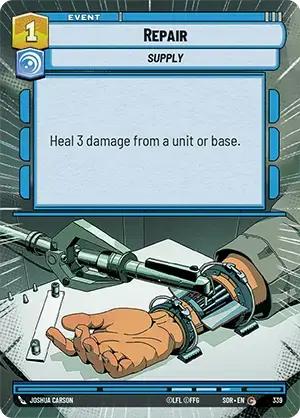 EVENT
1
REPAIR
SUPPLY
Heal 3 damage from a unit or base.
JOSHUA CARSON
©LFL ©FFG
SOR • EN
C
339